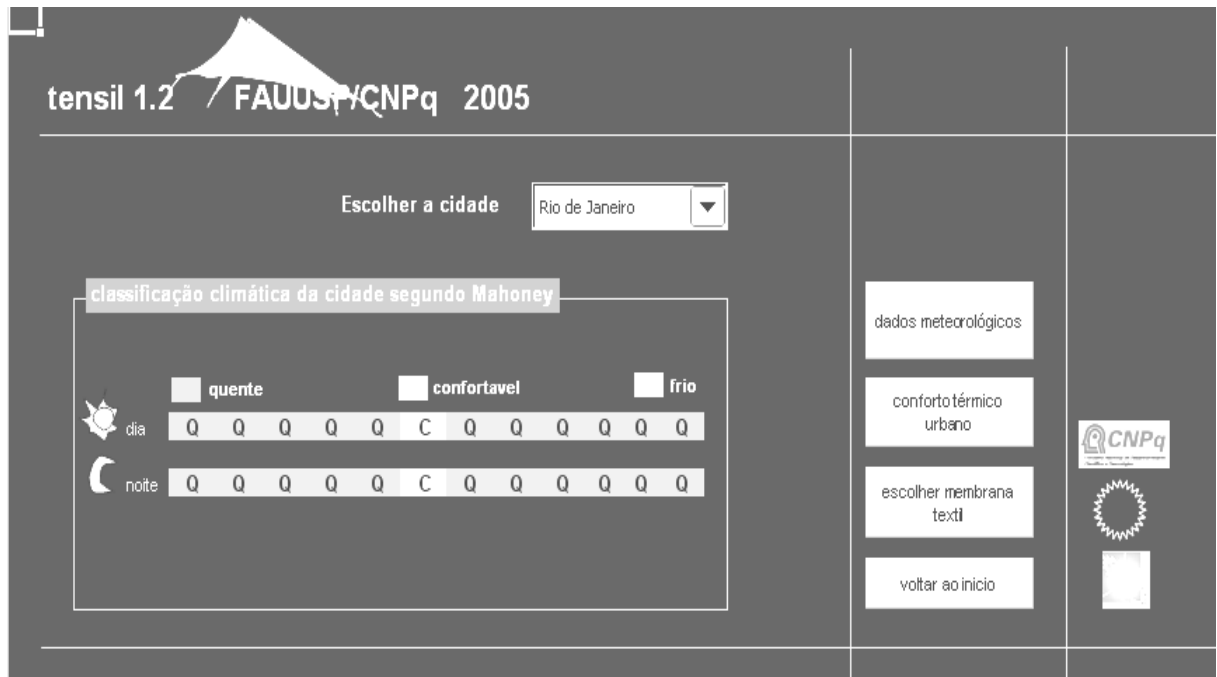 tensil 1.2 FAUUSP/CNPq 2005
Escolher a cidade Rio de Janeiro
classificação climática da cidade segundo Mahoney
quente confortavel frio
dia Q Q Q Q Q C Q Q Q Q Q Q
noite Q Q Q Q Q C Q Q Q Q Q Q
dados meteorológicos
conforto térmico
urbano
escolher membrana
textil
voltar ao inicio
CNPq